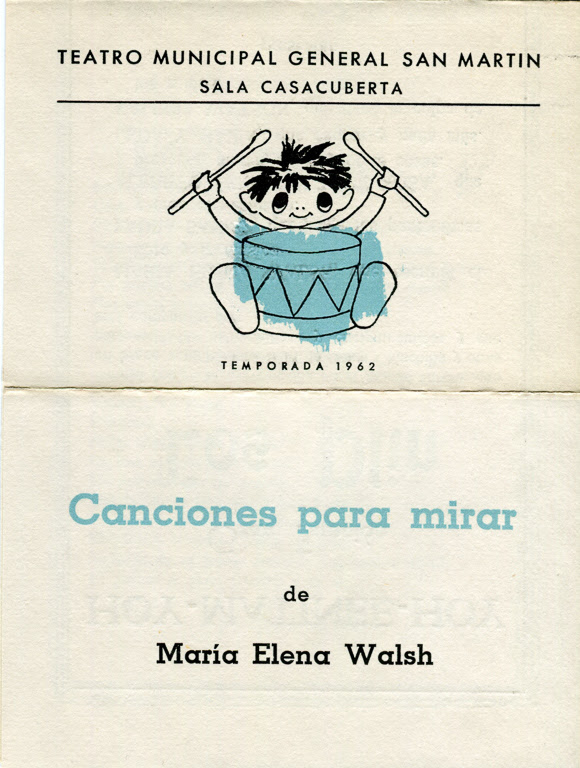 TEATRO MUNICIPAL GENERAL SAN MARTIN
SALA CASACUBERTA
TEMPORADA 1962
Canciones para mirar
de
María Elena Walsh